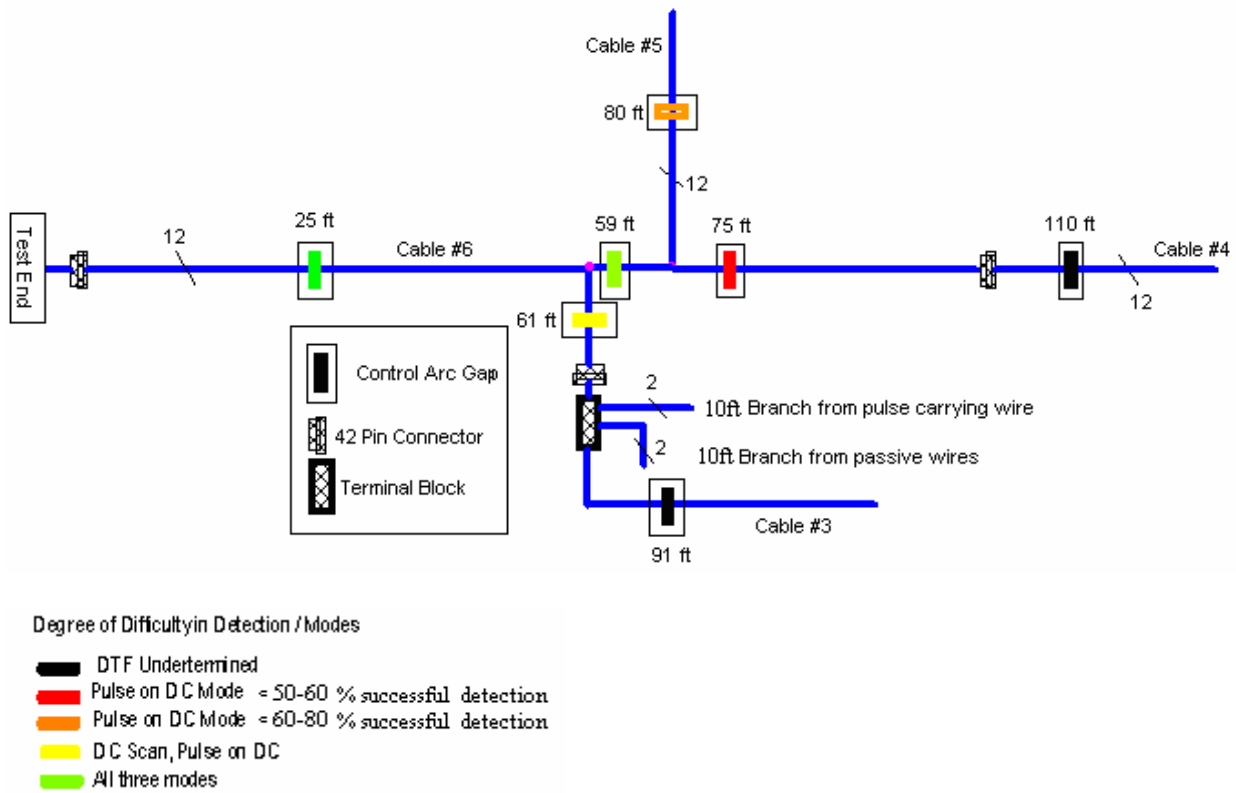 Cable #5
80 ft
12
Test End
12
25 ft
Cable #6
59 ft
75 ft
110 ft
Cable #4
12
61 ft
Control Arc Gap
42 Pin Connector
Terminal Block
2
10ft Branch from pulse carrying wire
2
10ft Branch from passive wires
Cable #3
91 ft
Degree of Difficultyin Detection / Modes
DTF Undertermined
Pulse on DC Mode = 50-60 % successful detection
Pulse on DC Mode = 60-80 % successful detection
DC Scan, Pulse on DC
All three modes